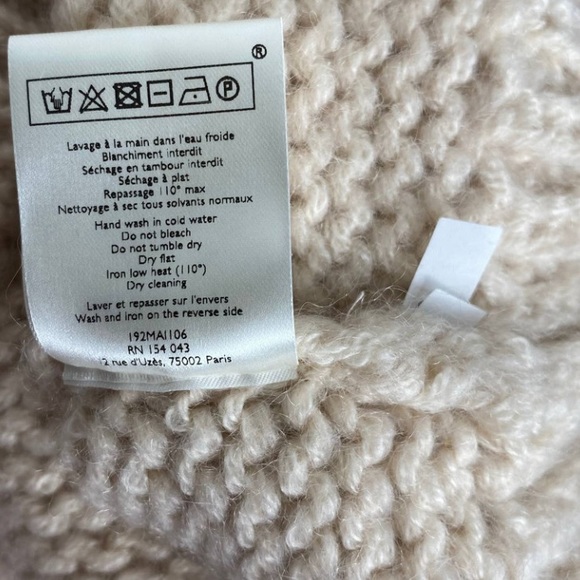 ®
P
Lavage à la main dans l'eau froide
Blanchiment interdit
Séchage en tambour interdit
Séchage à plat
Repassage 110° max
Nettoyage à sec tous solvants normaux
Hand wash in cold water
Do not bleach
Do not tumble dry
Dry flat
Iron low heat (110°)
Dry cleaning
Laver et repasser sur l'envers
Wash and iron on the reverse side
192MAI106
RN 154 043
2 rue d'Uzès, 75002 Paris